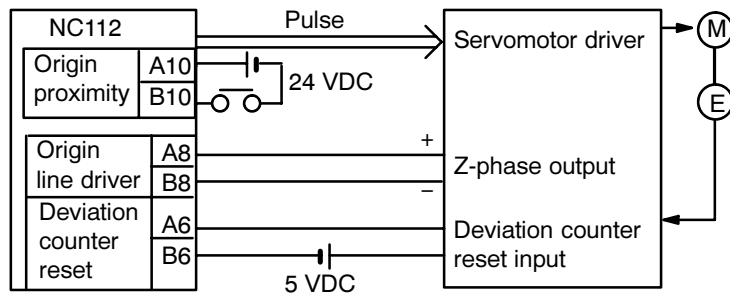 NC112
Pulse
Servomotor driver
M
Origin
proximity
A10
B10
24 VDC
E
Origin
line driver
A8
B8
+
−
Z-phase output
Deviation
counter
reset
A6
B6
5 VDC
Deviation counter
reset input